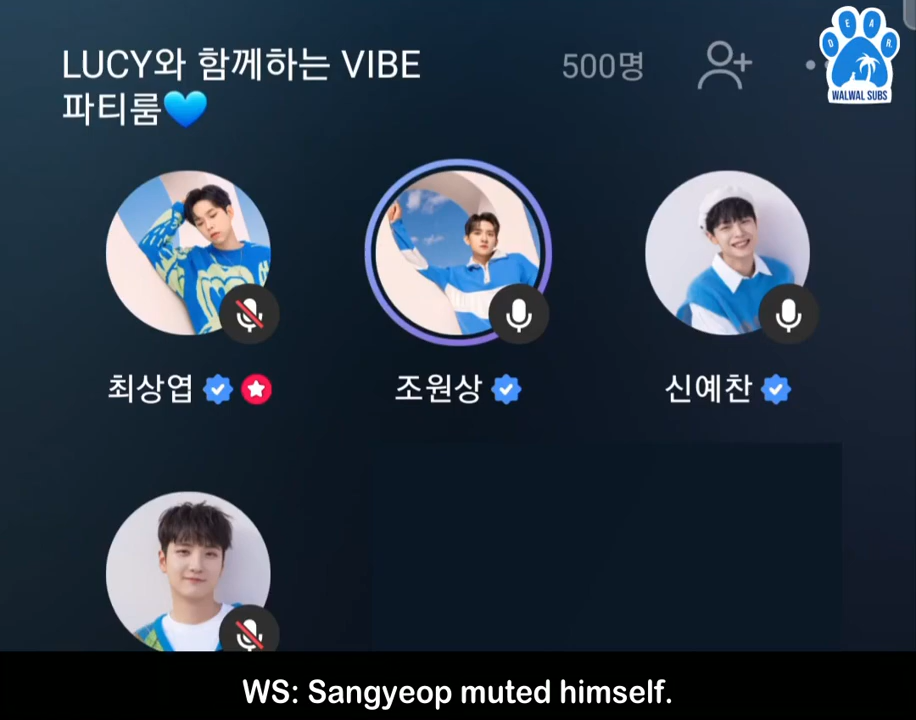 LUCY와 함께하는 VIBE
파티룸💙
500명
DEAR.
WALWAL SUBS
최상엽
조원상
신예찬
WS: Sangyeop muted himself.